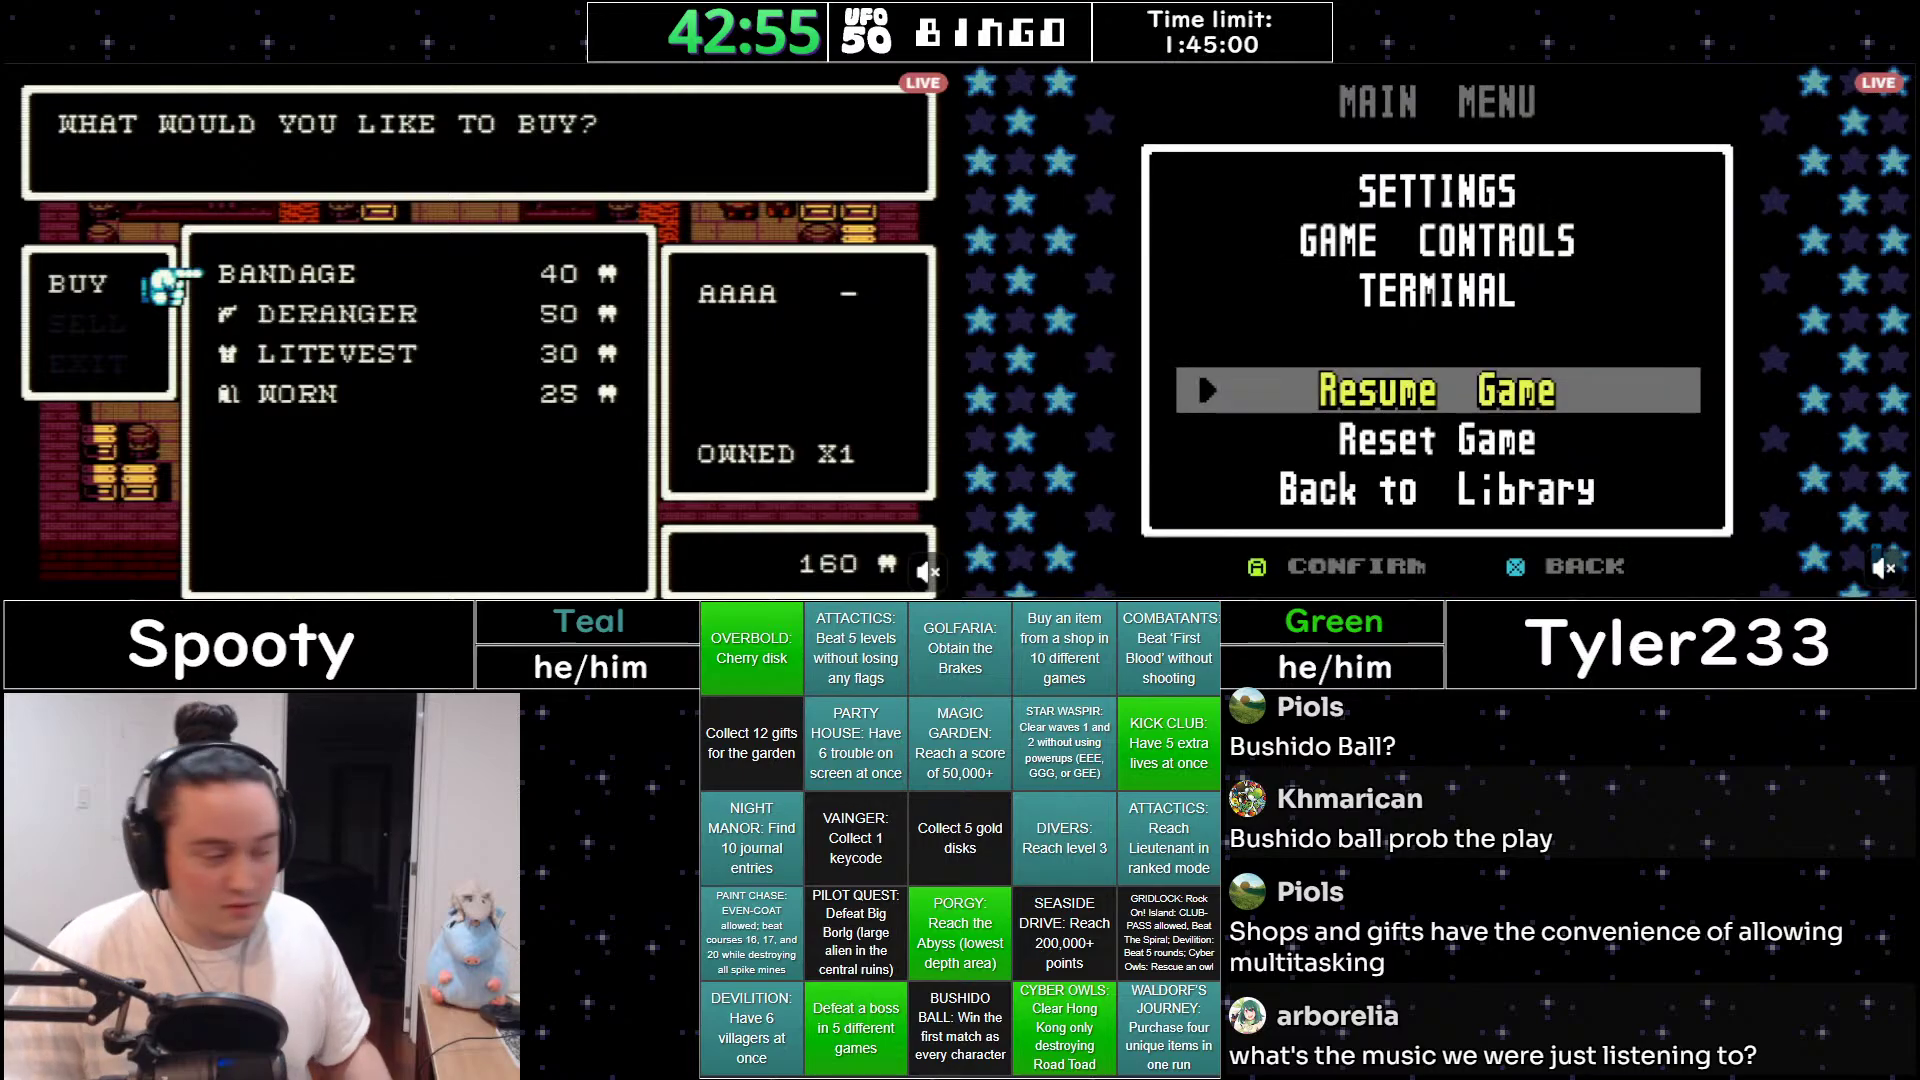 42:55
UFO 50
BINGO
Time limit:
1:45:00
LIVE
WHAT WOULD YOU LIKE TO BUY?
BUY
SELL
EXIT
BANDAGE 40
DERANGER 50
LITEVEST 30
WORN 25
AAAA -
OWNED X1
160
LIVE
MAIN MENU
SETTINGS
GAME CONTROLS
TERMINAL
Resume Game
Reset Game
Back to Library
A CONFIRM
X BACK
Spooty
Teal
he/him
Green
he/him
Tyler233
OVERBOLD:
Cherry disk
ATTACTICS:
Beat 5 levels
without losing
any flags
GOLFARIA:
Obtain the
Brakes
Buy an item
from a shop in
10 different
games
COMBATANTS:
Beat 'First
Blood' without
shooting
Collect 12 gifts
for the garden
PARTY
HOUSE: Have
6 trouble on
screen at once
MAGIC
GARDEN:
Reach a score
of 50,000+
STAR WASPIR:
Clear waves 1 and
2 without using
powerups (EEE,
GGG, or GEE)
KICK CLUB:
Have 5 extra
lives at once
NIGHT
MANOR: Find
10 journal
entries
VAINGER:
Collect 1
keycode
Collect 5 gold
disks
DIVERS:
Reach level 3
ATTACTICS:
Reach
Lieutenant in
ranked mode
PAINT CHASE:
EVEN-COAT
allowed; beat
courses 16, 17, and
20 while destroying
all spike mines
PILOT QUEST:
Defeat Big
Borlg (large
alien in the
central ruins)
PORGY:
Reach the
Abyss (lowest
depth area)
SEASIDE
DRIVE: Reach
200,000+
points
GRIDLOCK: Rock
On! Island: CLUB-
PASS allowed, Beat
The Spiral; Devilition:
Beat 5 rounds; Cyber
Owls: Rescue an owl
DEVILITION:
Have 6
villagers at
once
Defeat a boss
in 5 different
games
BUSHIDO
BALL: Win the
first match as
every character
CYBER OWLS:
Clear Hong
Kong only
destroying
Road Toad
WALDORF'S
JOURNEY:
Purchase four
unique items in
one run
Piols
Bushido Ball?
Khmarican
Bushido ball prob the play
Piols
Shops and gifts have the convenience of allowing
multitasking
arborelia
what's the music we were just listening to?